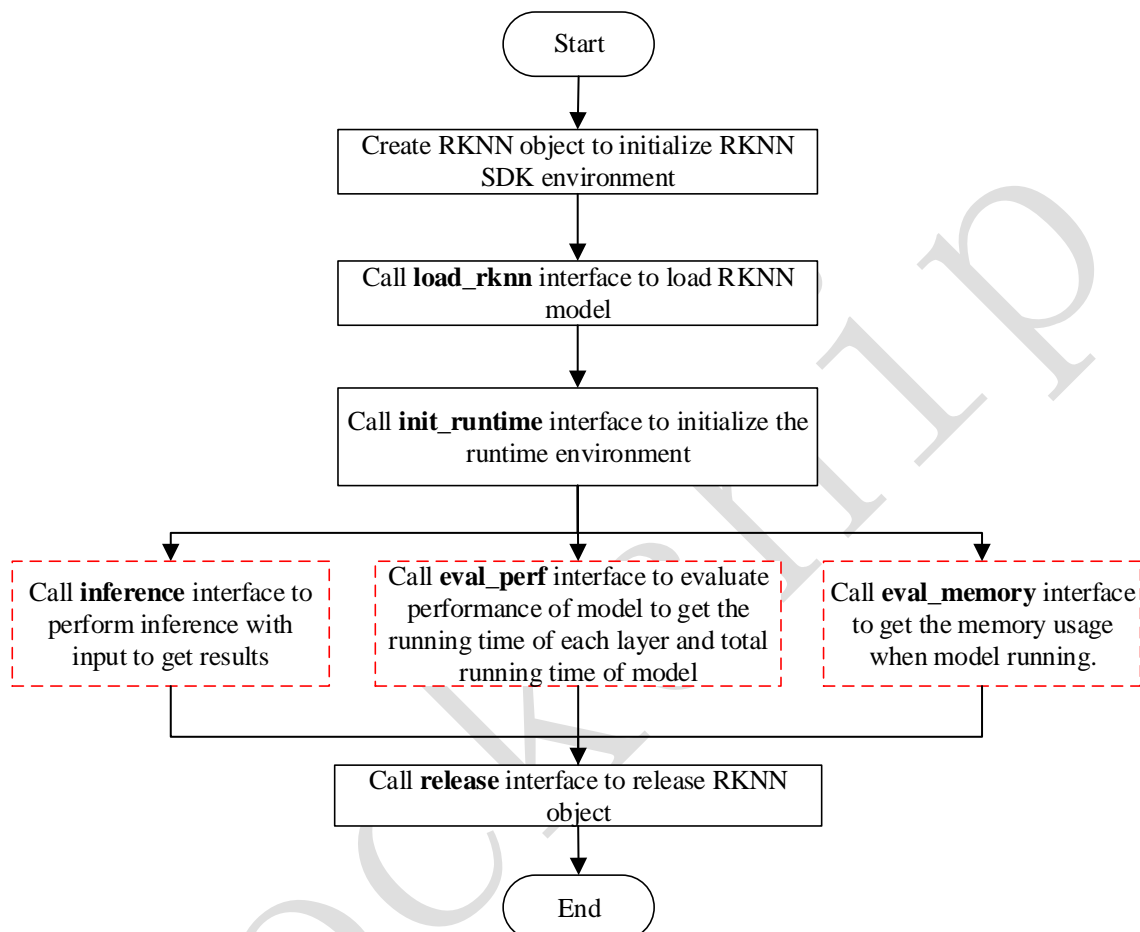 Start
Create RKNN object to initialize RKNN
SDK environment
Call load_rknn interface to load RKNN
model
Call init_runtime interface to initialize the
runtime environment
Call inference interface to
perform inference with
input to get results
Call eval_perf interface to evaluate
performance of model to get the
running time of each layer and total
running time of model
Call eval_memory interface
to get the memory usage
when model running.
Call release interface to release RKNN
object
End